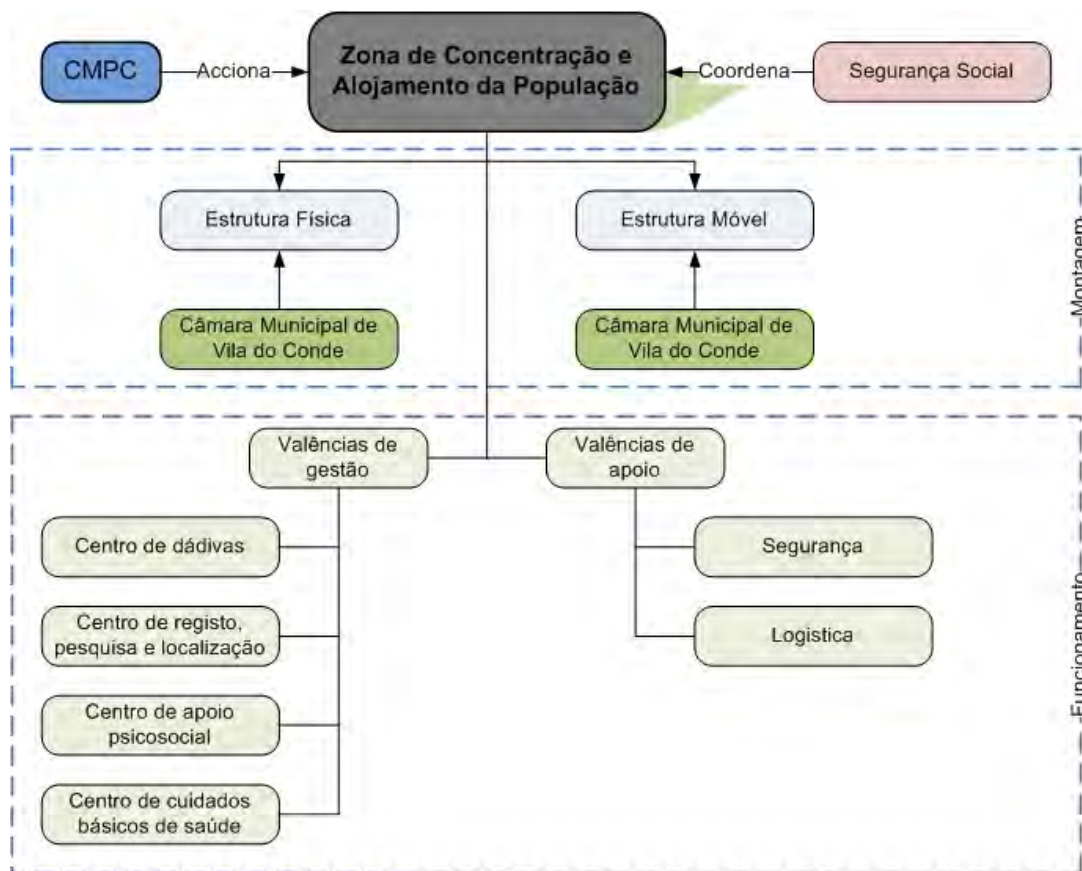 CMPC
Acciona
Zona de Concentração e
Alojamento da População
Coordena
Segurança Social
Estrutura Física
Estrutura Móvel
Câmara Municipal de
Vila do Conde
Câmara Municipal de
Vila do Conde
Montagem
Valências de
gestão
Valências de
apoio
Centro de dádivas
Centro de registo,
pesquisa e localização
Centro de apoio
psicosocial
Centro de cuidados
básicos de saúde
Segurança
Logistica
Funcionamento